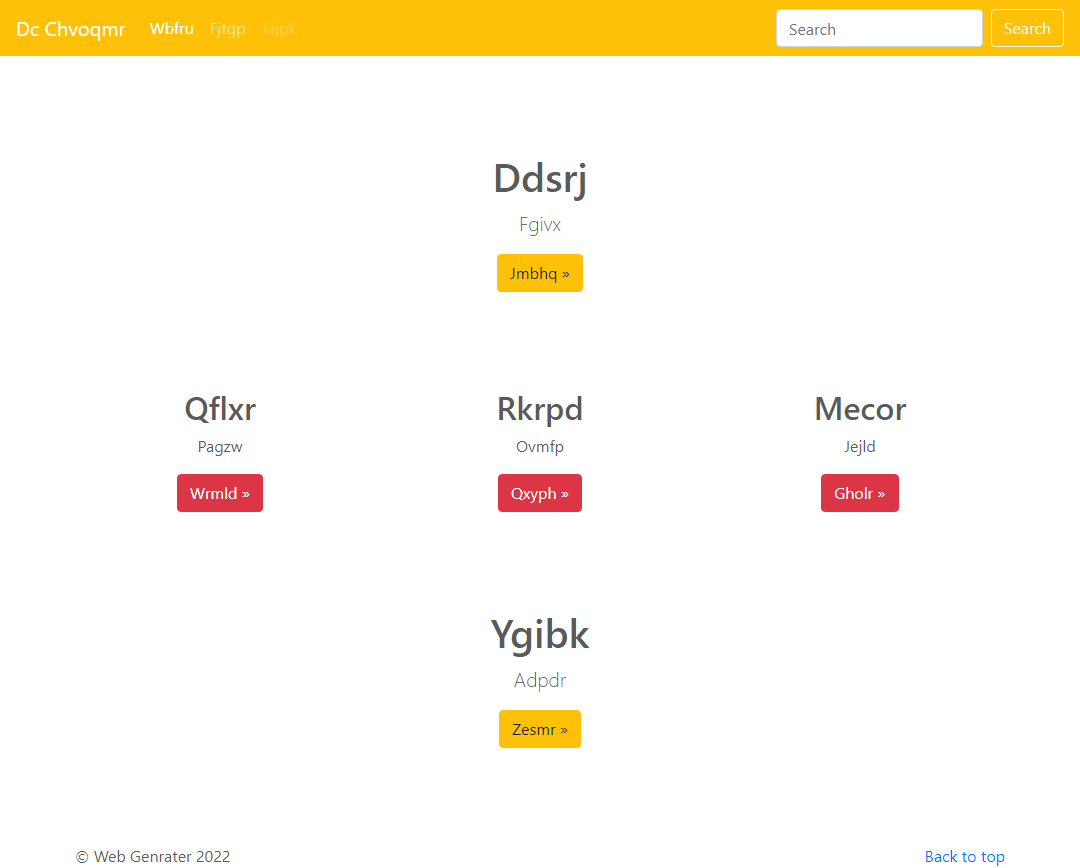 Dc Chvoqmr Wbfru Fjtgp Jajpk Search Search
Ddsrj
Fgivx
Jmbhq »
Qflxr Rkrpd Mecor
Pagzw Ovmfp Jejld
Wrmld » Qxyph » Gholr »
Ygibk
Adpdr
Zesmr »
© Web Genrater 2022 Back to top